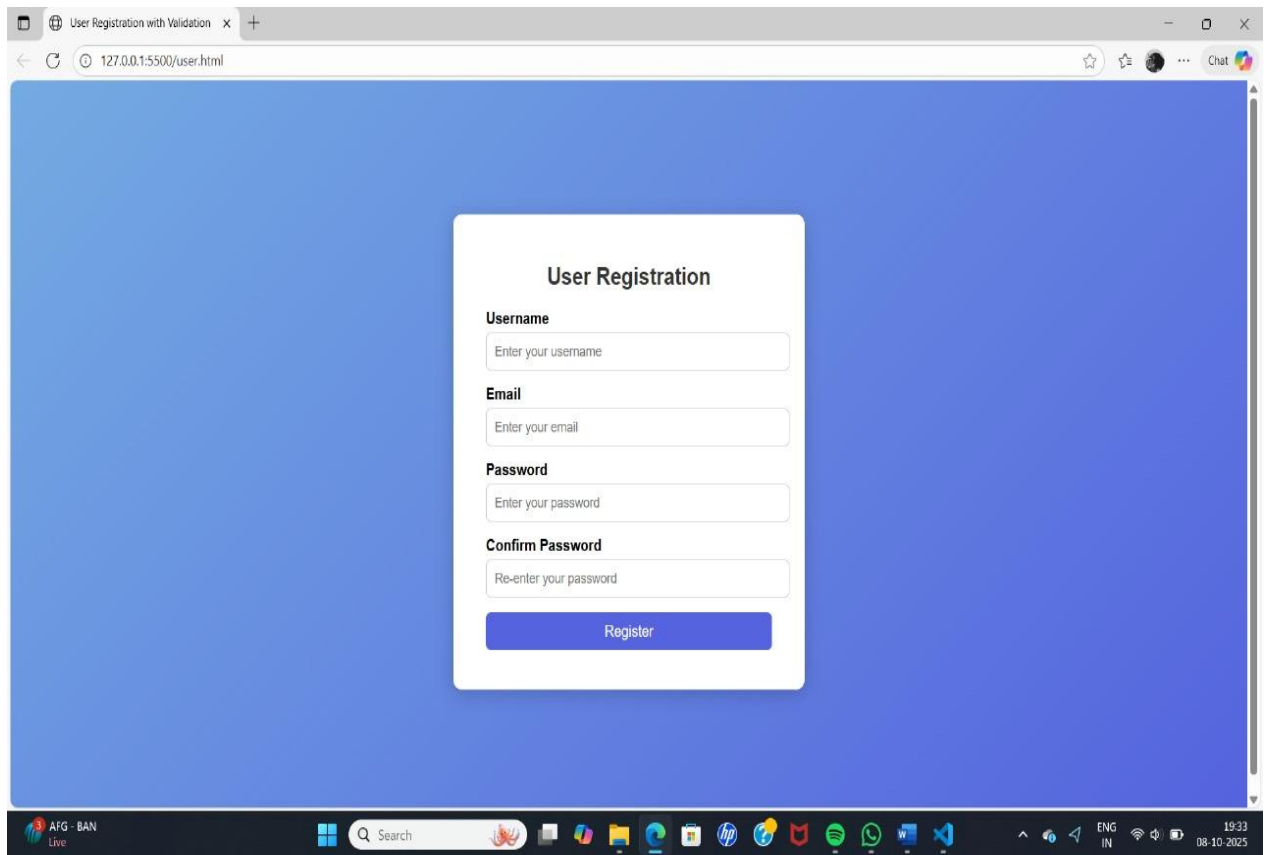 User Registration with Validation
127.0.0.1:5500/user.html
Chat
User Registration
Username
Enter your username
Email
Enter your email
Password
Enter your password
Confirm Password
Re-enter your password
Register
3
AFG - BAN
Live
Search
hp
W
ENG
IN
19:33
08-10-2025